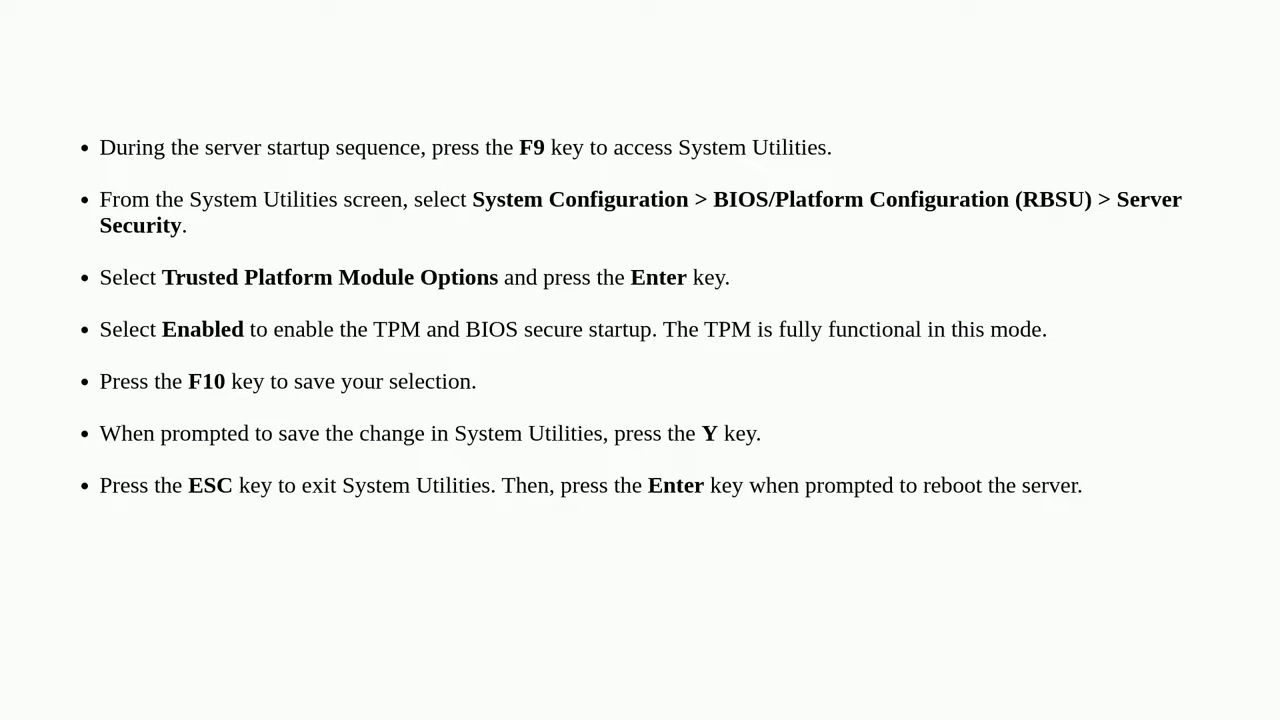 • During the server startup sequence, press the F9 key to access System Utilities.
• From the System Utilities screen, select System Configuration > BIOS/Platform Configuration (RBSU) > Server
Security.
• Select Trusted Platform Module Options and press the Enter key.
• Select Enabled to enable the TPM and BIOS secure startup. The TPM is fully functional in this mode.
• Press the F10 key to save your selection.
• When prompted to save the change in System Utilities, press the Y key.
• Press the ESC key to exit System Utilities. Then, press the Enter key when prompted to reboot the server.